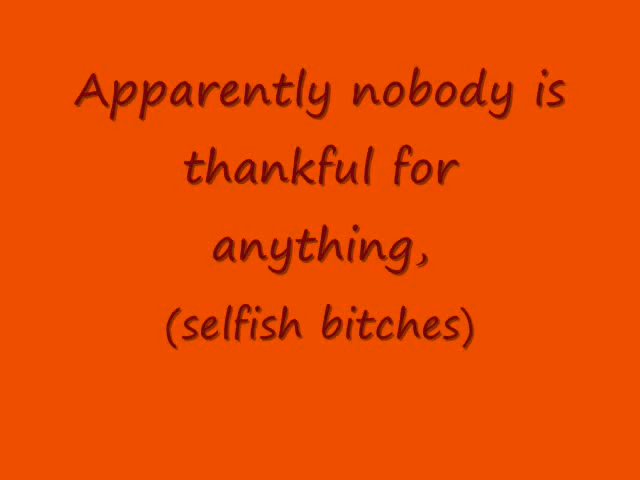 Apparently nobody is
thankful for
anything,
(selfish bitches)